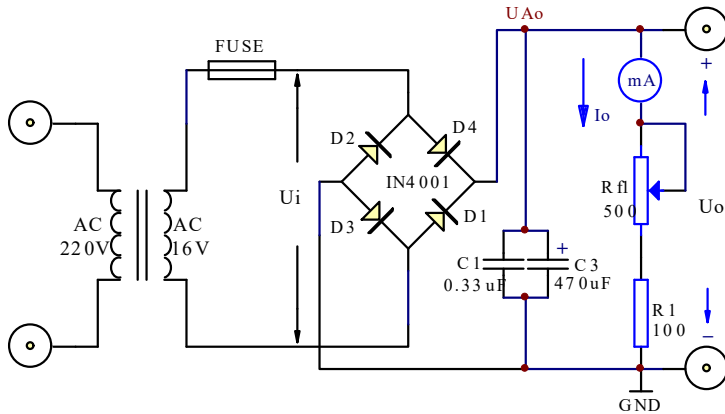 UAo
FUSE
+
mA
D2
D4
Io
IN4001
Rfl
500
Ui
Uo
AC
220V
AC
16V
D3
D1
+
C1
0.33uF
C3
470uF
R1
100
−
GND